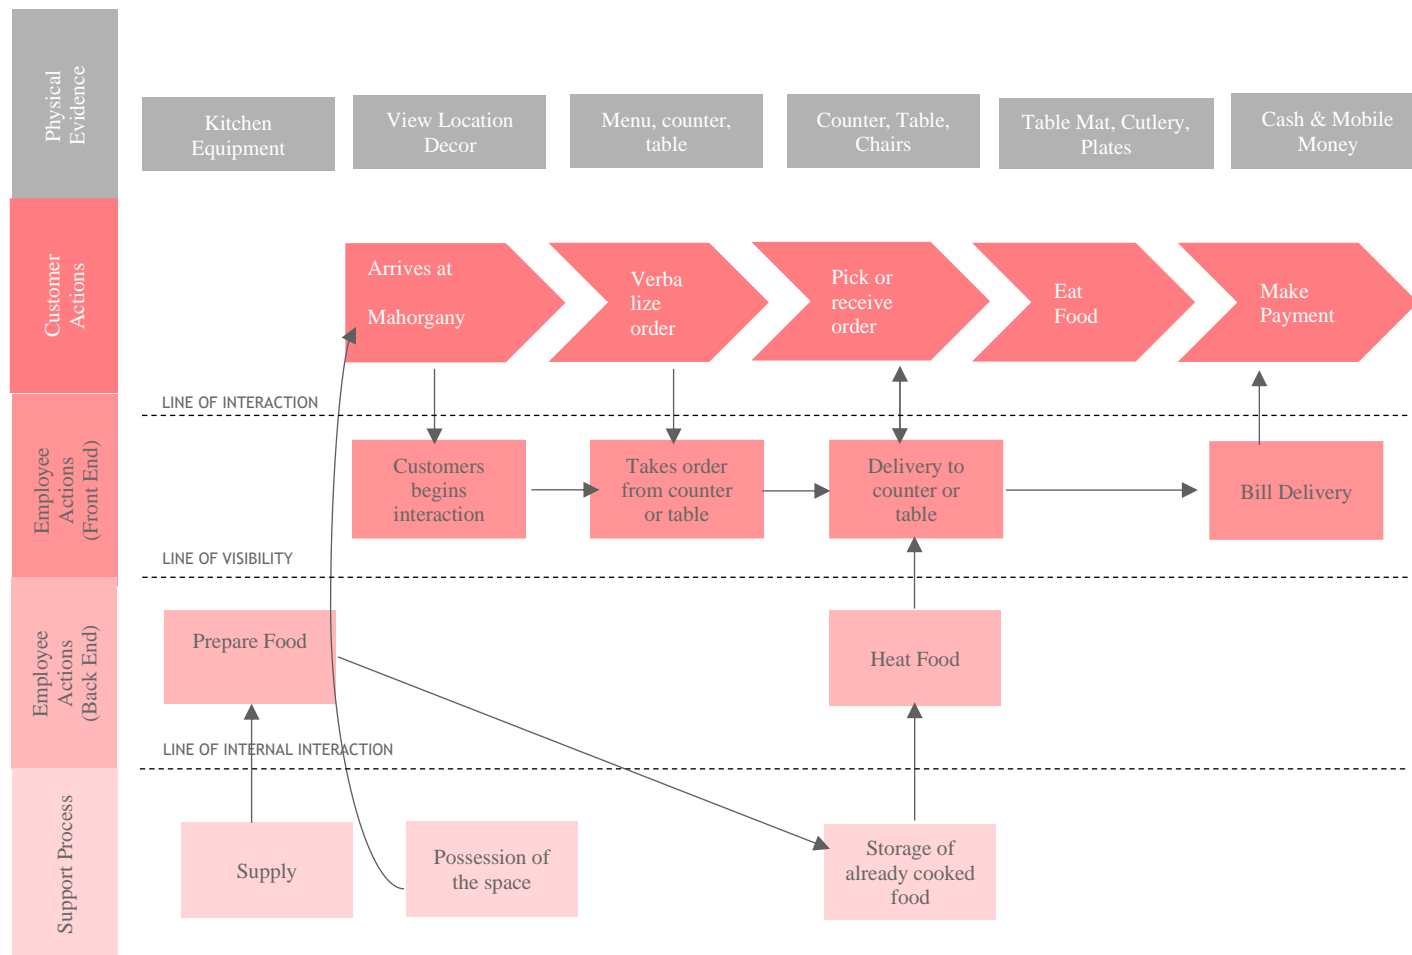 Physical
Evidence
Kitchen
Equipment
View Location
Decor
Menu, counter,
table
Counter, Table,
Chairs
Table Mat, Cutlery,
Plates
Cash & Mobile
Money
Customer
Actions
Arrives at
Mahorgany
Verba
lize
order
Pick or
receive
order
Eat
Food
Make
Payment
LINE OF INTERACTION
Employee
Actions
(Front End)
Customers
begins
interaction
Takes order
from counter
or table
Delivery to
counter or
table
Bill Delivery
LINE OF VISIBILITY
Employee
Actions
(Back End)
Prepare Food
Heat Food
LINE OF INTERNAL INTERACTION
Support Process
Supply
Possession of
the space
Storage of
already cooked
food